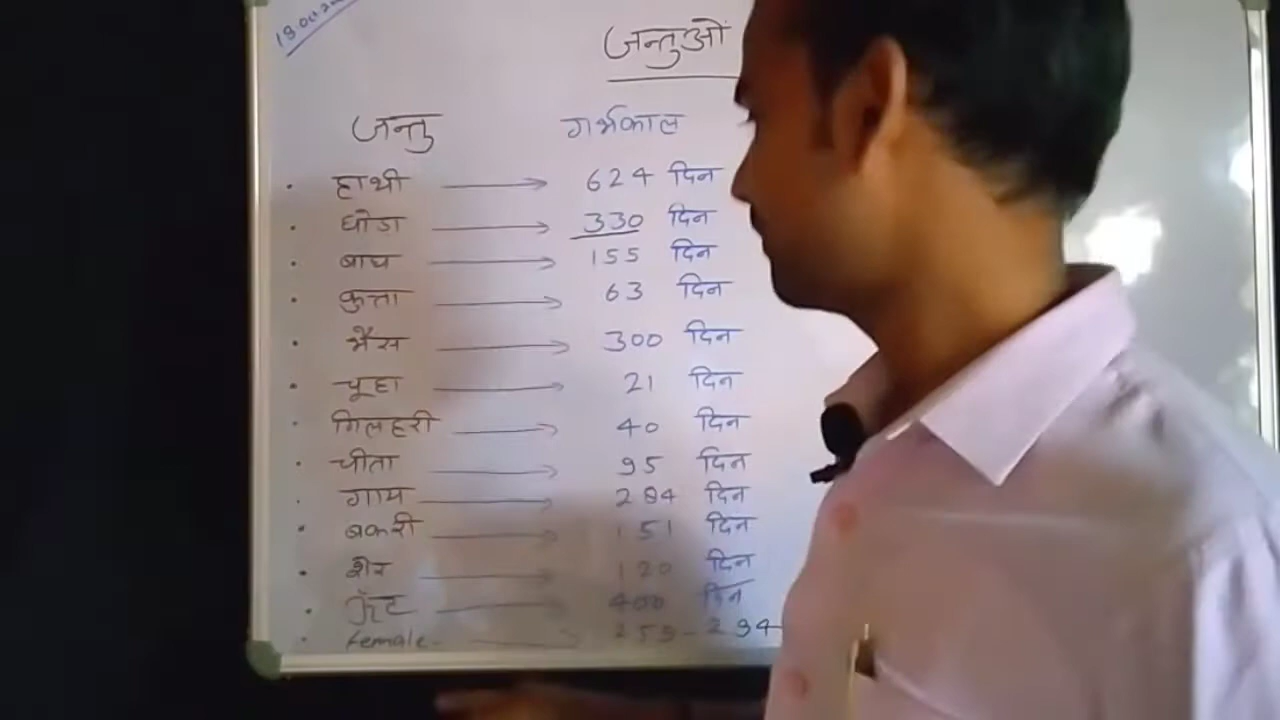 जन्तुओं
जन्तु गर्भकाल
हाथी → 624 दिन
घोडा → 330 दिन
बाघ → 155 दिन
कुत्ता → 63 दिन
भैंस → 300 दिन
चूहा → 21 दिन
गिलहरी → 40 दिन
चीता → 95 दिन
गाय → 284 दिन
बकरी → 151 दिन
शेर → 120 दिन
ऊँट → 400 दिन
female → 259-294